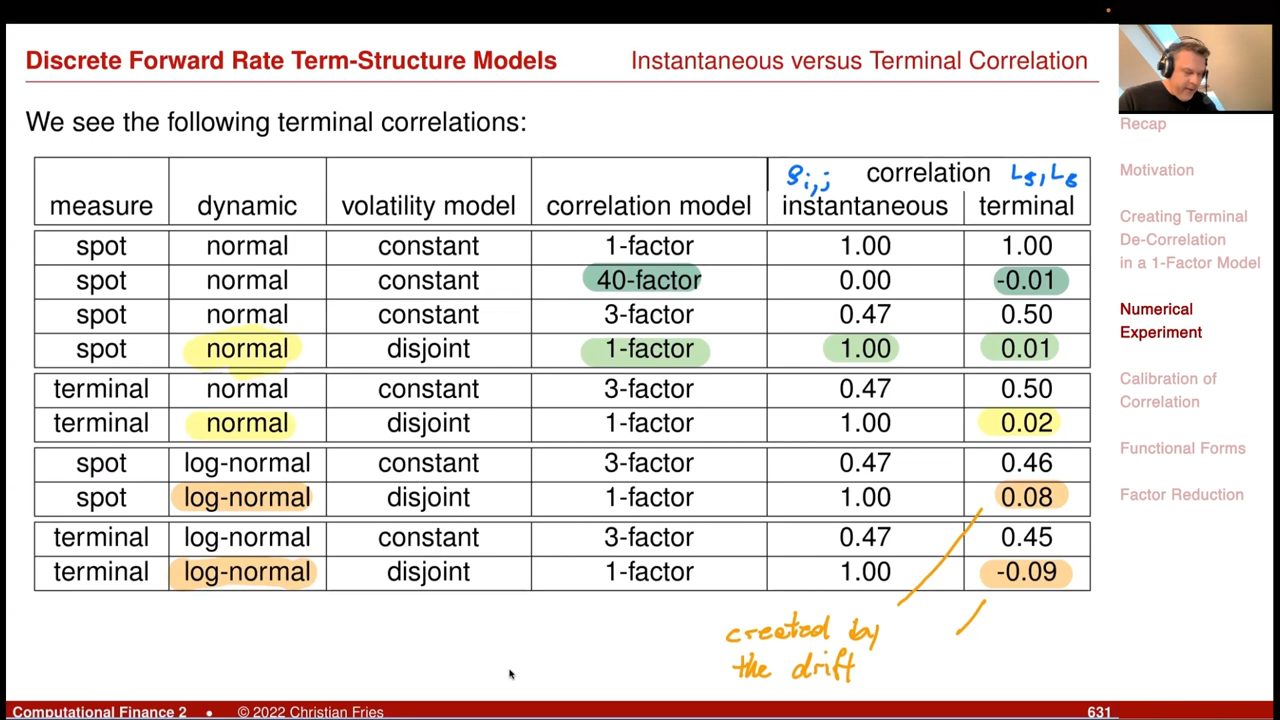 Discrete Forward Rate Term-Structure Models Instantaneous versus Terminal Correlation
We see the following terminal correlations:
ρi,j correlation L5, L6
measure dynamic volatility model correlation model instantaneous terminal
spot normal constant 1-factor 1.00 1.00
spot normal constant 40-factor 0.00 -0.01
spot normal constant 3-factor 0.47 0.50
spot normal disjoint 1-factor 1.00 0.01
terminal normal constant 3-factor 0.47 0.50
terminal normal disjoint 1-factor 1.00 0.02
spot log-normal constant 3-factor 0.47 0.46
spot log-normal disjoint 1-factor 1.00 0.08
terminal log-normal constant 3-factor 0.47 0.45
terminal log-normal disjoint 1-factor 1.00 -0.09
created by
the drift
Recap
Motivation
Creating Terminal
De-Correlation
in a 1-Factor Model
Numerical
Experiment
Calibration of
Correlation
Functional Forms
Factor Reduction
Computational Finance 2 • © 2022 Christian Fries 631